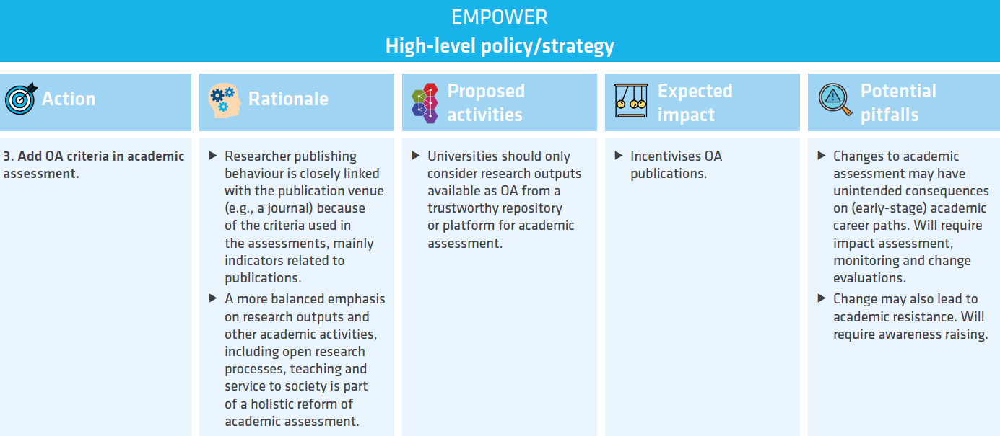 EMPOWER
High-level policy/strategy
Action
Rationale
Proposed
activities
Expected
impact
Potential
pitfalls
3. Add OA criteria in academic
assessment.
▶ Researcher publishing
behaviour is closely linked
with the publication venue
(e.g., a journal) because
of the criteria used in
the assessments, mainly
indicators related to
publications.
▶ A more balanced emphasis
on research outputs and
other academic activities,
including open research
processes, teaching and
service to society is part
of a holistic reform of
academic assessment.
▶ Universities should only
consider research outputs
available as OA from a
trustworthy repository
or platform for academic
assessment.
▶ Incentivises OA
publications.
▶ Changes to academic
assessment may have
unintended consequences
on (early-stage) academic
career paths. Will require
impact assessment,
monitoring and change
evaluations.
▶ Change may also lead to
academic resistance. Will
require awareness raising.